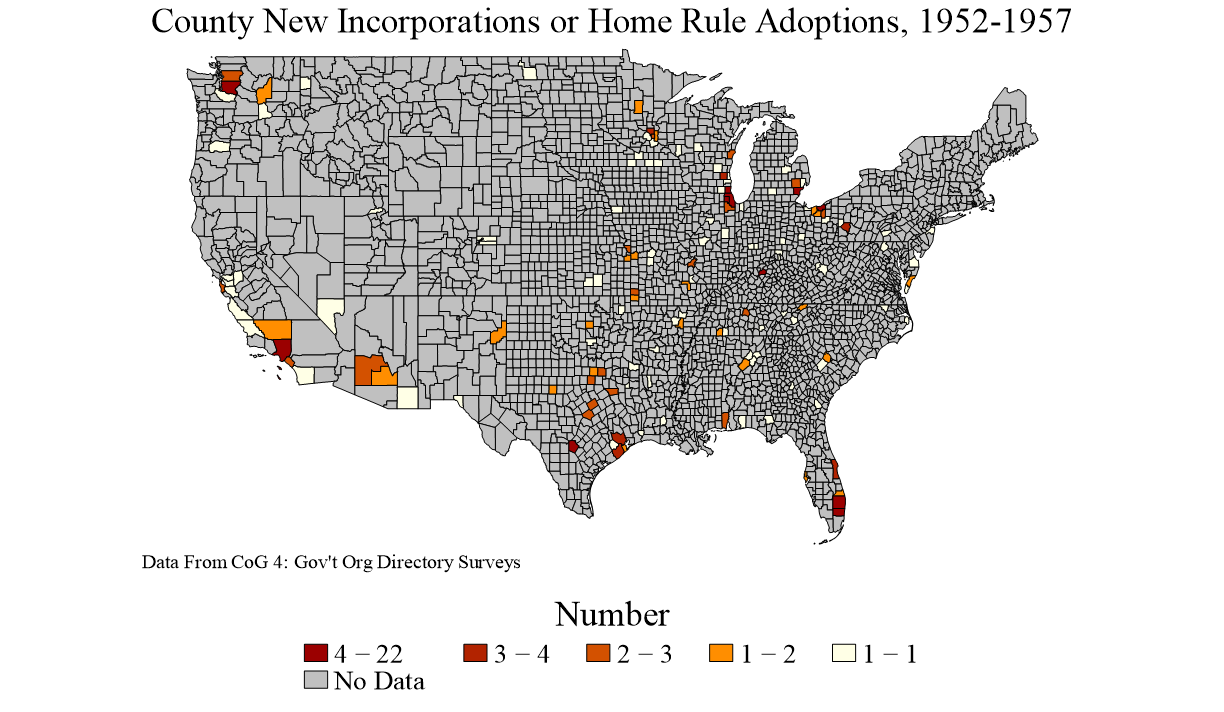 County New Incorporations or Home Rule Adoptions, 1952-1957
Data From CoG 4: Gov't Org Directory Surveys
Number
4 − 22
3 − 4
2 − 3
1 − 2
1 − 1
No Data